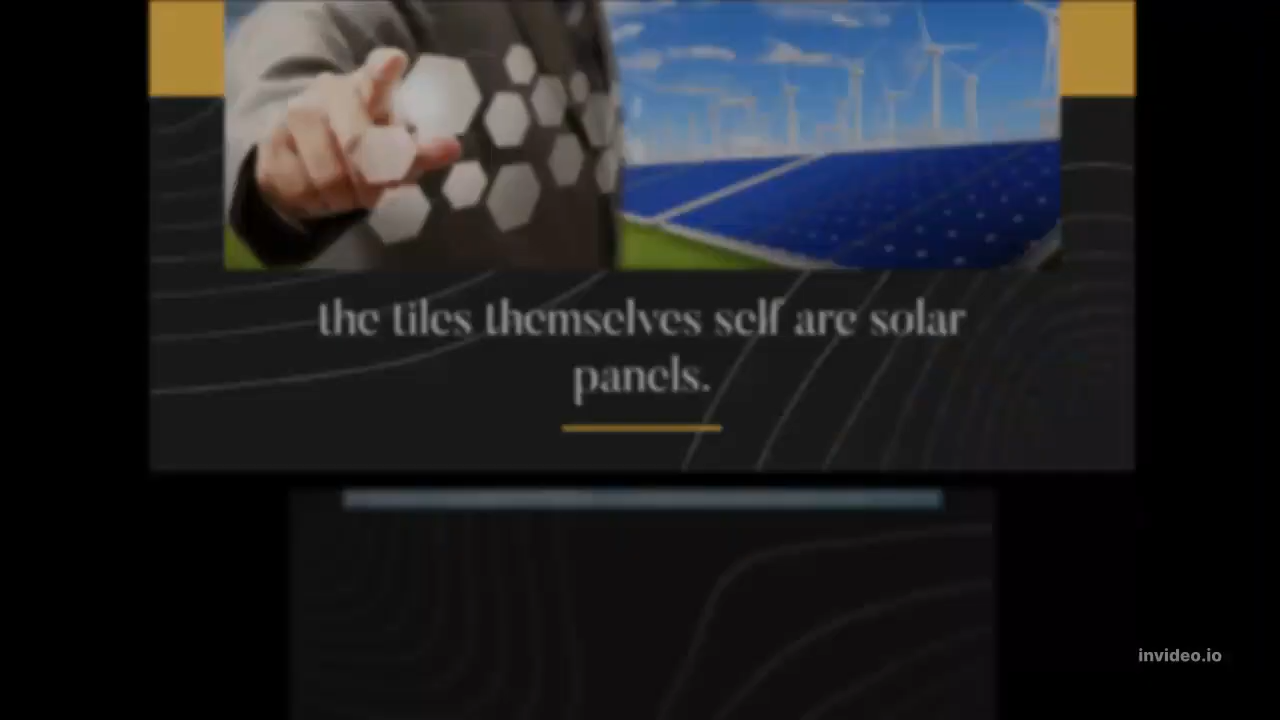 the tiles themselves self are solar
panels.
invideo.io